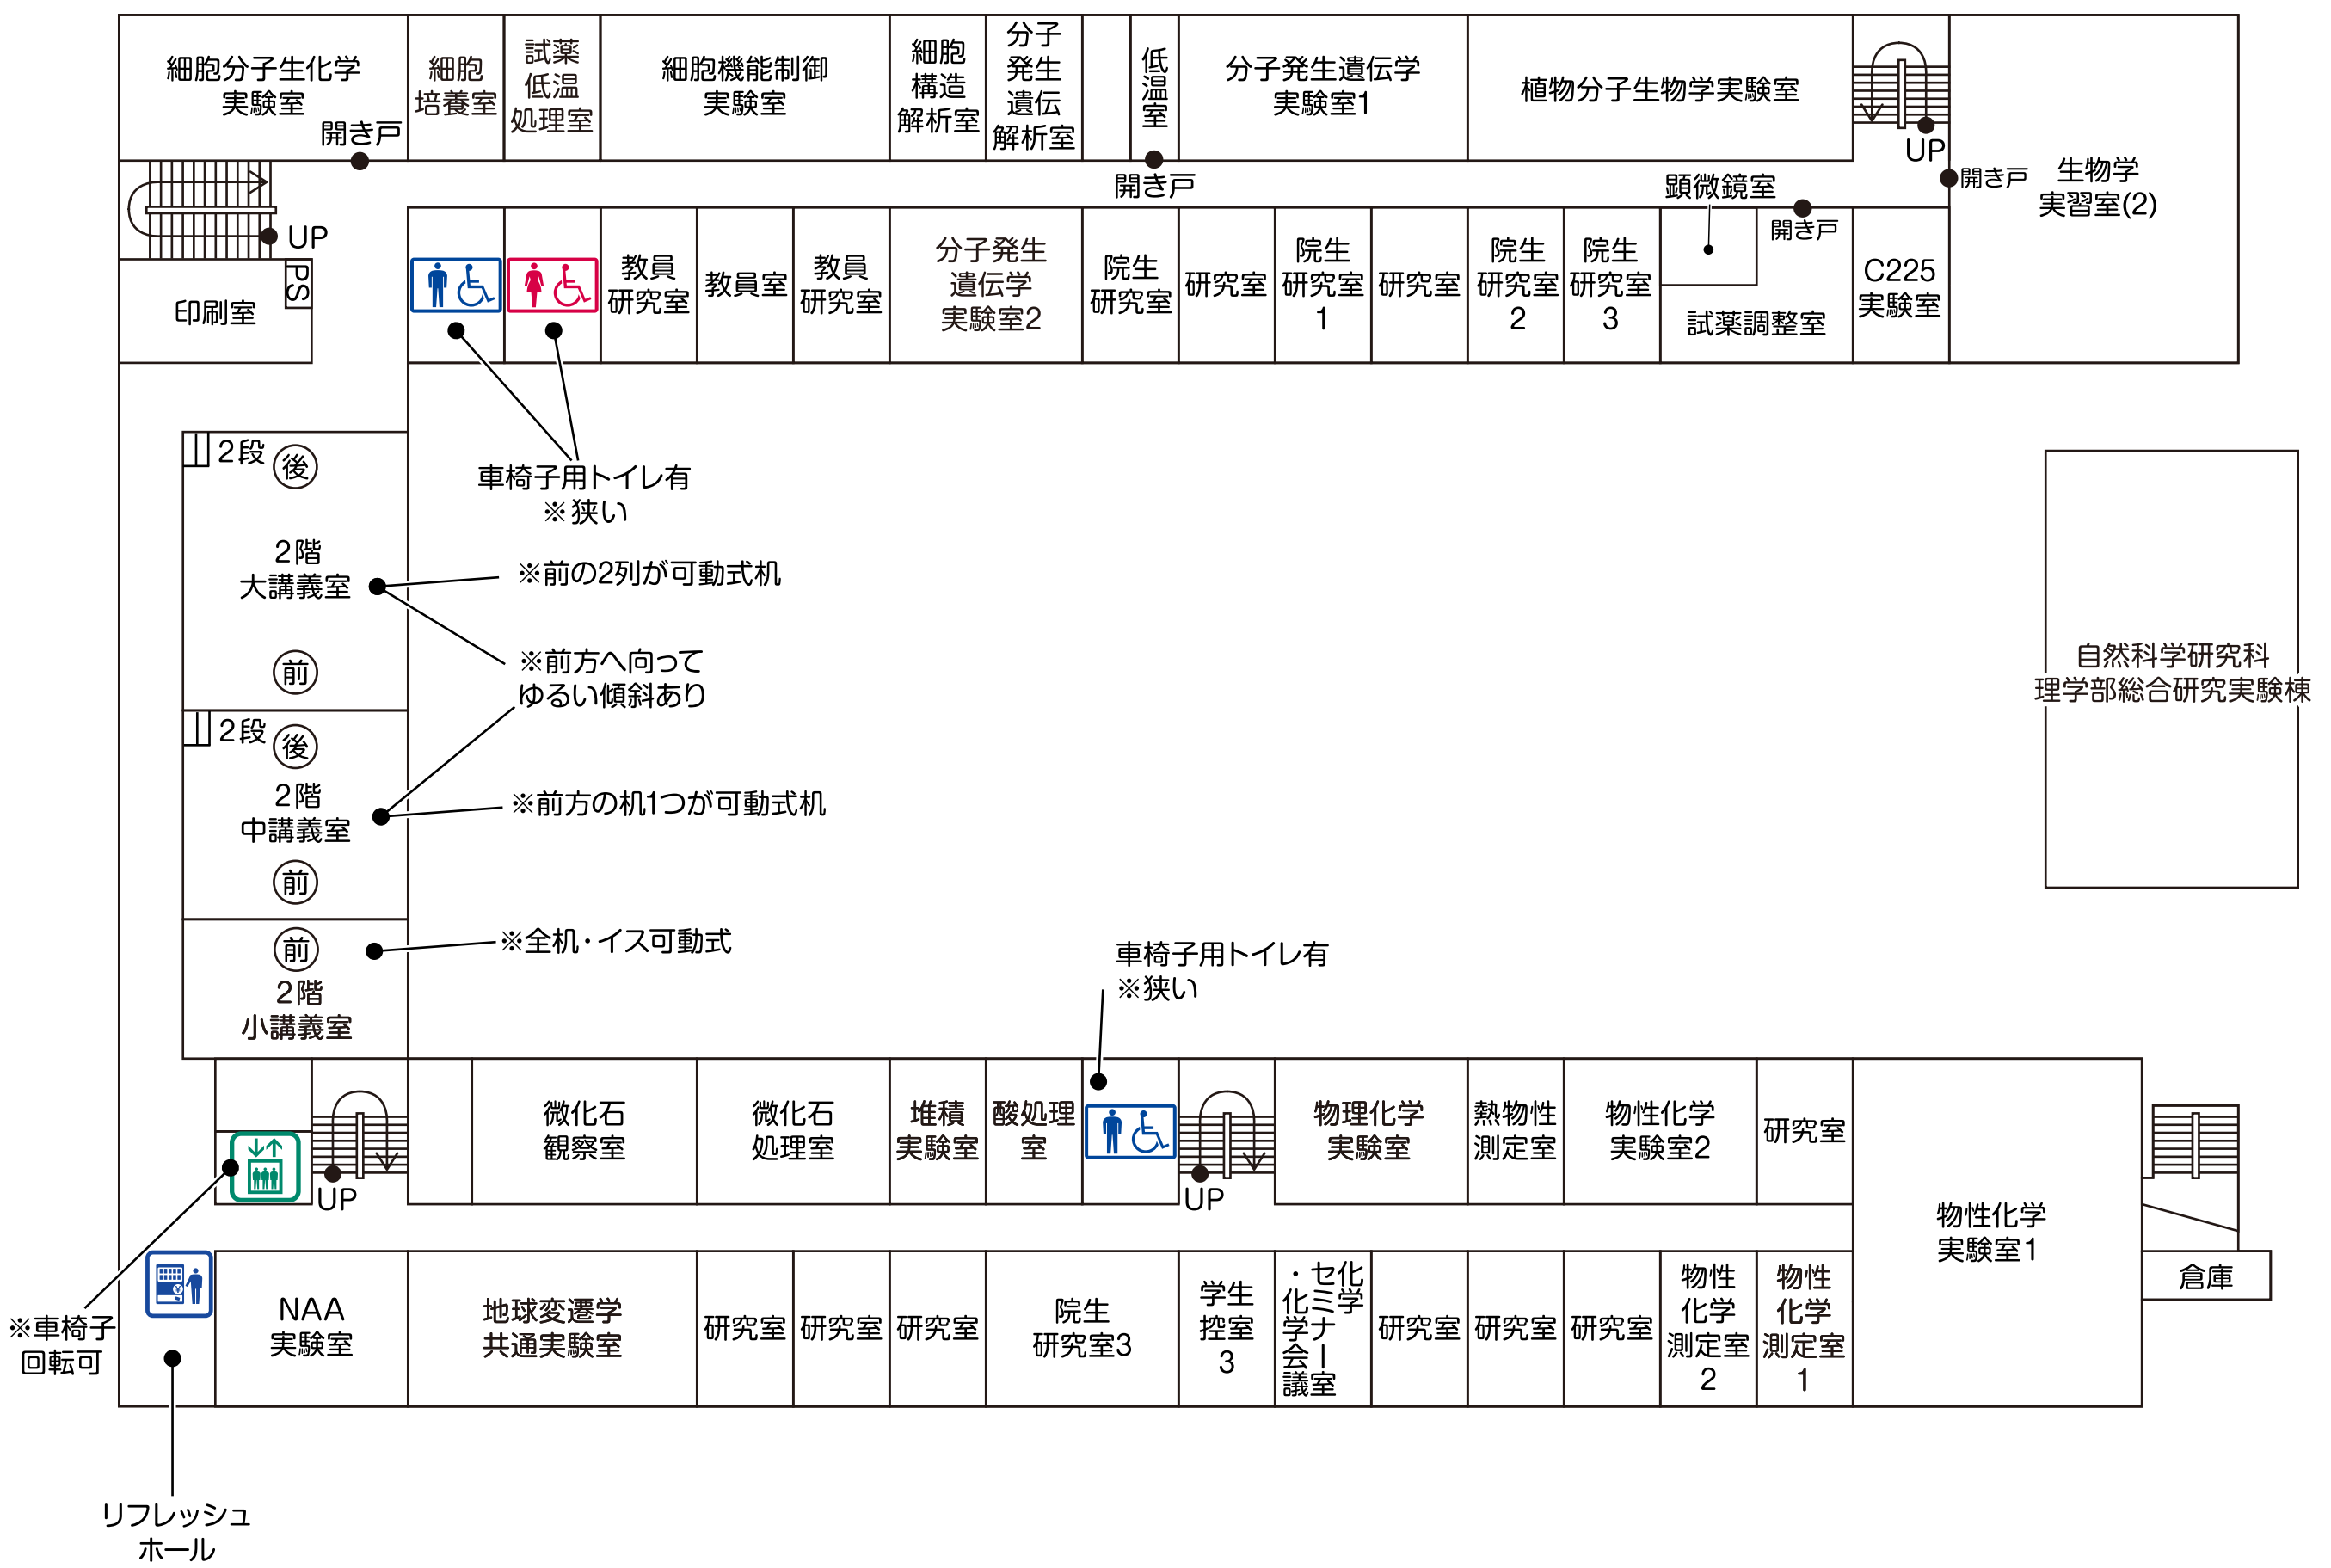 細胞分子生化学
実験室
開き戸
細胞
培養室
試薬
低温
処理室
細胞機能制御
実験室
細胞
構造
解析室
分子
発生
遺伝
解析室
低温室
開き戸
分子発生遺伝学
実験室1
植物分子生物学実験室
UP
開き戸
生物学
実習室(2)
UP
PS
印刷室
教員
研究室
教員室
教員
研究室
分子発生
遺伝学
実験室2
院生
研究室
研究室
院生
研究室
1
研究室
院生
研究室
2
院生
研究室
3
顕微鏡室
開き戸
試薬調整室
C225
実験室
車椅子用トイレ有
※狭い
2段
後
2階
大講義室
前
※前の2列が可動式机
※前方へ向って
ゆるい傾斜あり
2段
後
2階
中講義室
前
※前方の机1つが可動式机
前
2階
小講義室
※全机・イス可動式
自然科学研究科
理学部総合研究実験棟
車椅子用トイレ有
※狭い
UP
微化石
観察室
微化石
処理室
堆積
実験室
酸処理
室
UP
物理化学
実験室
熱物性
測定室
物性化学
実験室2
研究室
物性化学
実験室1
倉庫
※車椅子
回転可
NAA
実験室
地球変遷学
共通実験室
研究室
研究室
研究室
院生
研究室3
学生
控室
3
化学
セミナー室
・化学会議室
研究室
研究室
研究室
物性
化学
測定室
2
物性
化学
測定室
1
リフレッシュ
ホール